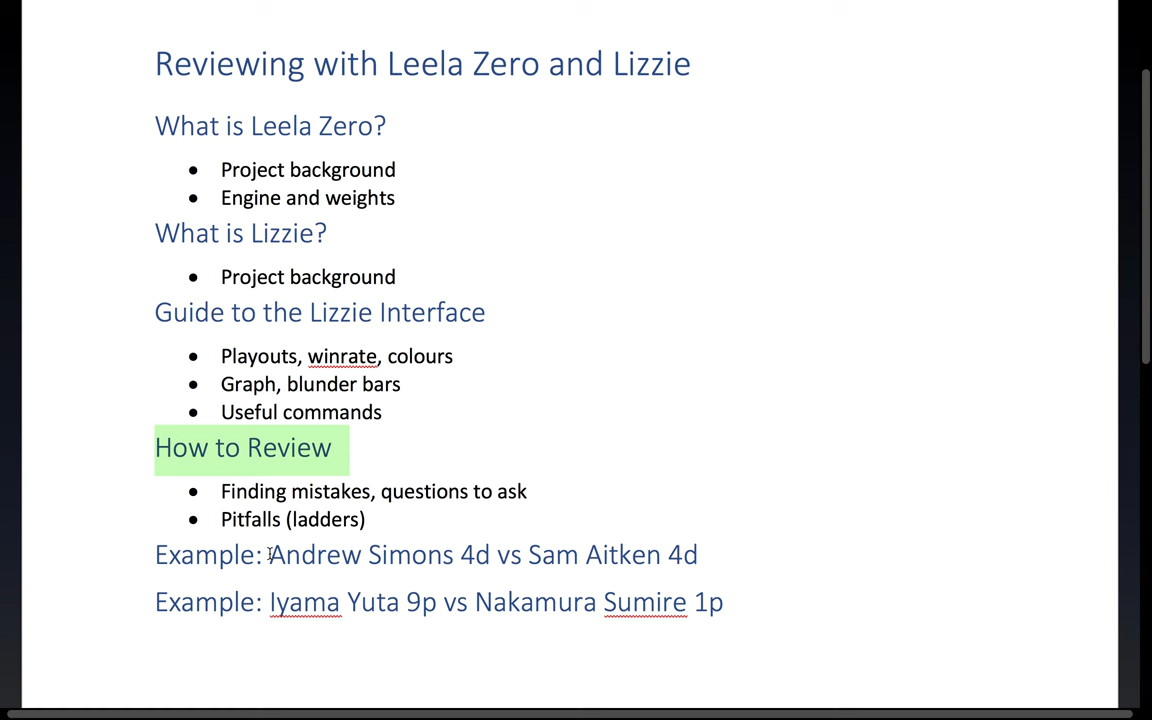 Reviewing with Leela Zero and Lizzie
What is Leela Zero?
• Project background
• Engine and weights
What is Lizzie?
• Project background
Guide to the Lizzie Interface
• Playouts, winrate, colours
• Graph, blunder bars
• Useful commands
How to Review
• Finding mistakes, questions to ask
• Pitfalls (ladders)
Example: Andrew Simons 4d vs Sam Aitken 4d
Example: Iyama Yuta 9p vs Nakamura Sumire 1p